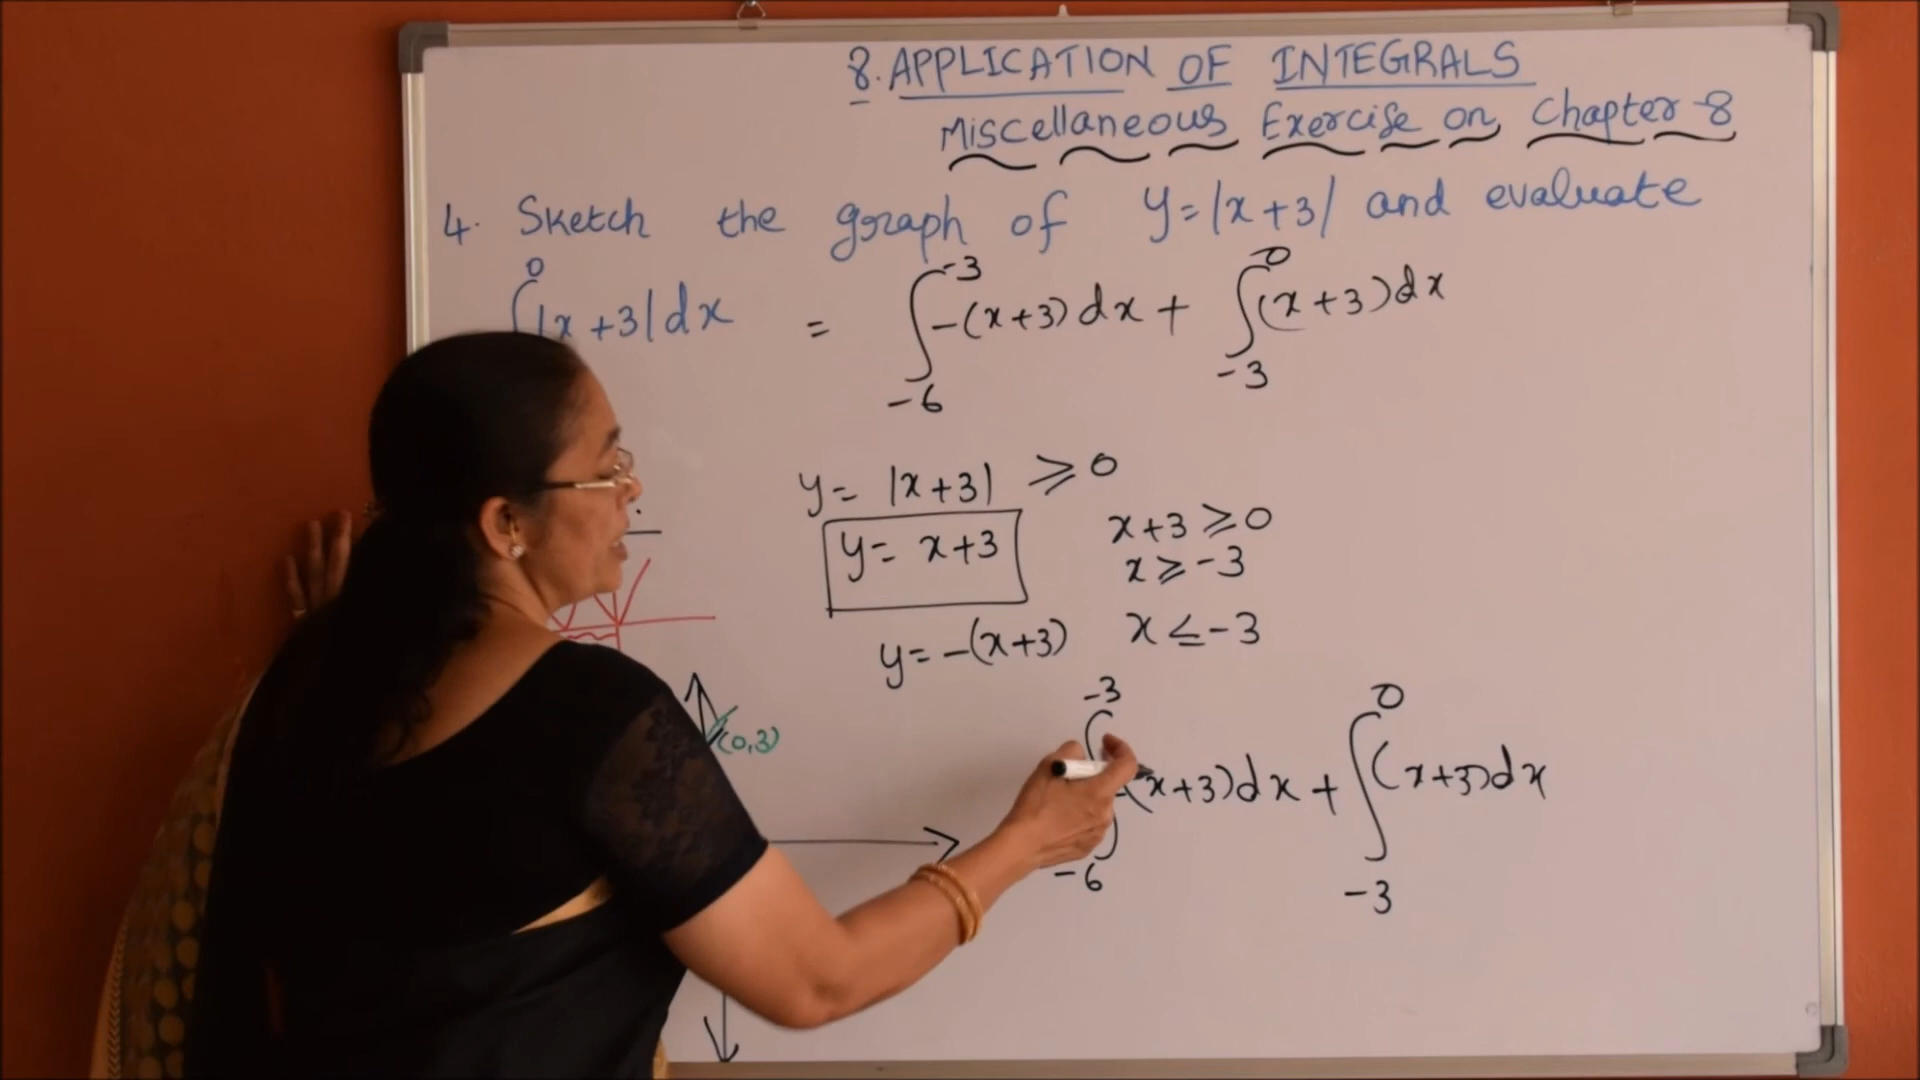 8. APPLICATION OF INTEGRALS
Miscellaneous Exercise on Chapter-8
4. Sketch the graph of y=|x+3| and evaluate
∫⁰ |x+3|dx = ∫₋₆⁻³ -(x+3)dx + ∫₋₃⁰ (x+3)dx
y= |x+3| ≥ 0
y= x+3
x+3 ≥ 0
x ≥ -3
y= -(x+3) x ≤ -3
(0,3)
∫₋₆⁻³ -(x+3)dx + ∫₋₃⁰ (x+3)dx